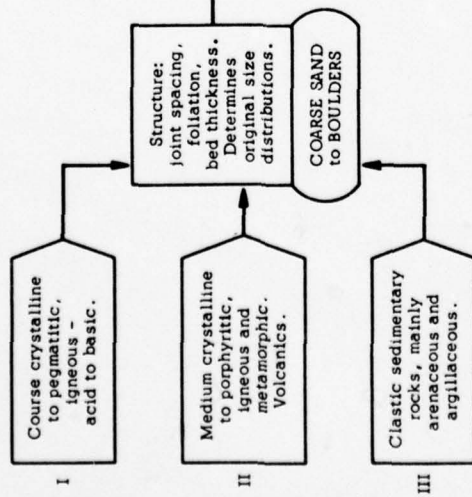 I
Course crystalline
to pegmatitic,
igneous -
acid to basic.
II
Medium crystalline
to porphyritic,
igneous and
metamorphic.
Volcanics.
III
Clastic sedimentary
rocks, mainly
arenaceous and
argillaceous.
Structure:
joint spacing,
foliation,
bed thickness.
Determines
original size
distributions.
COARSE SAND
to BOULDERS